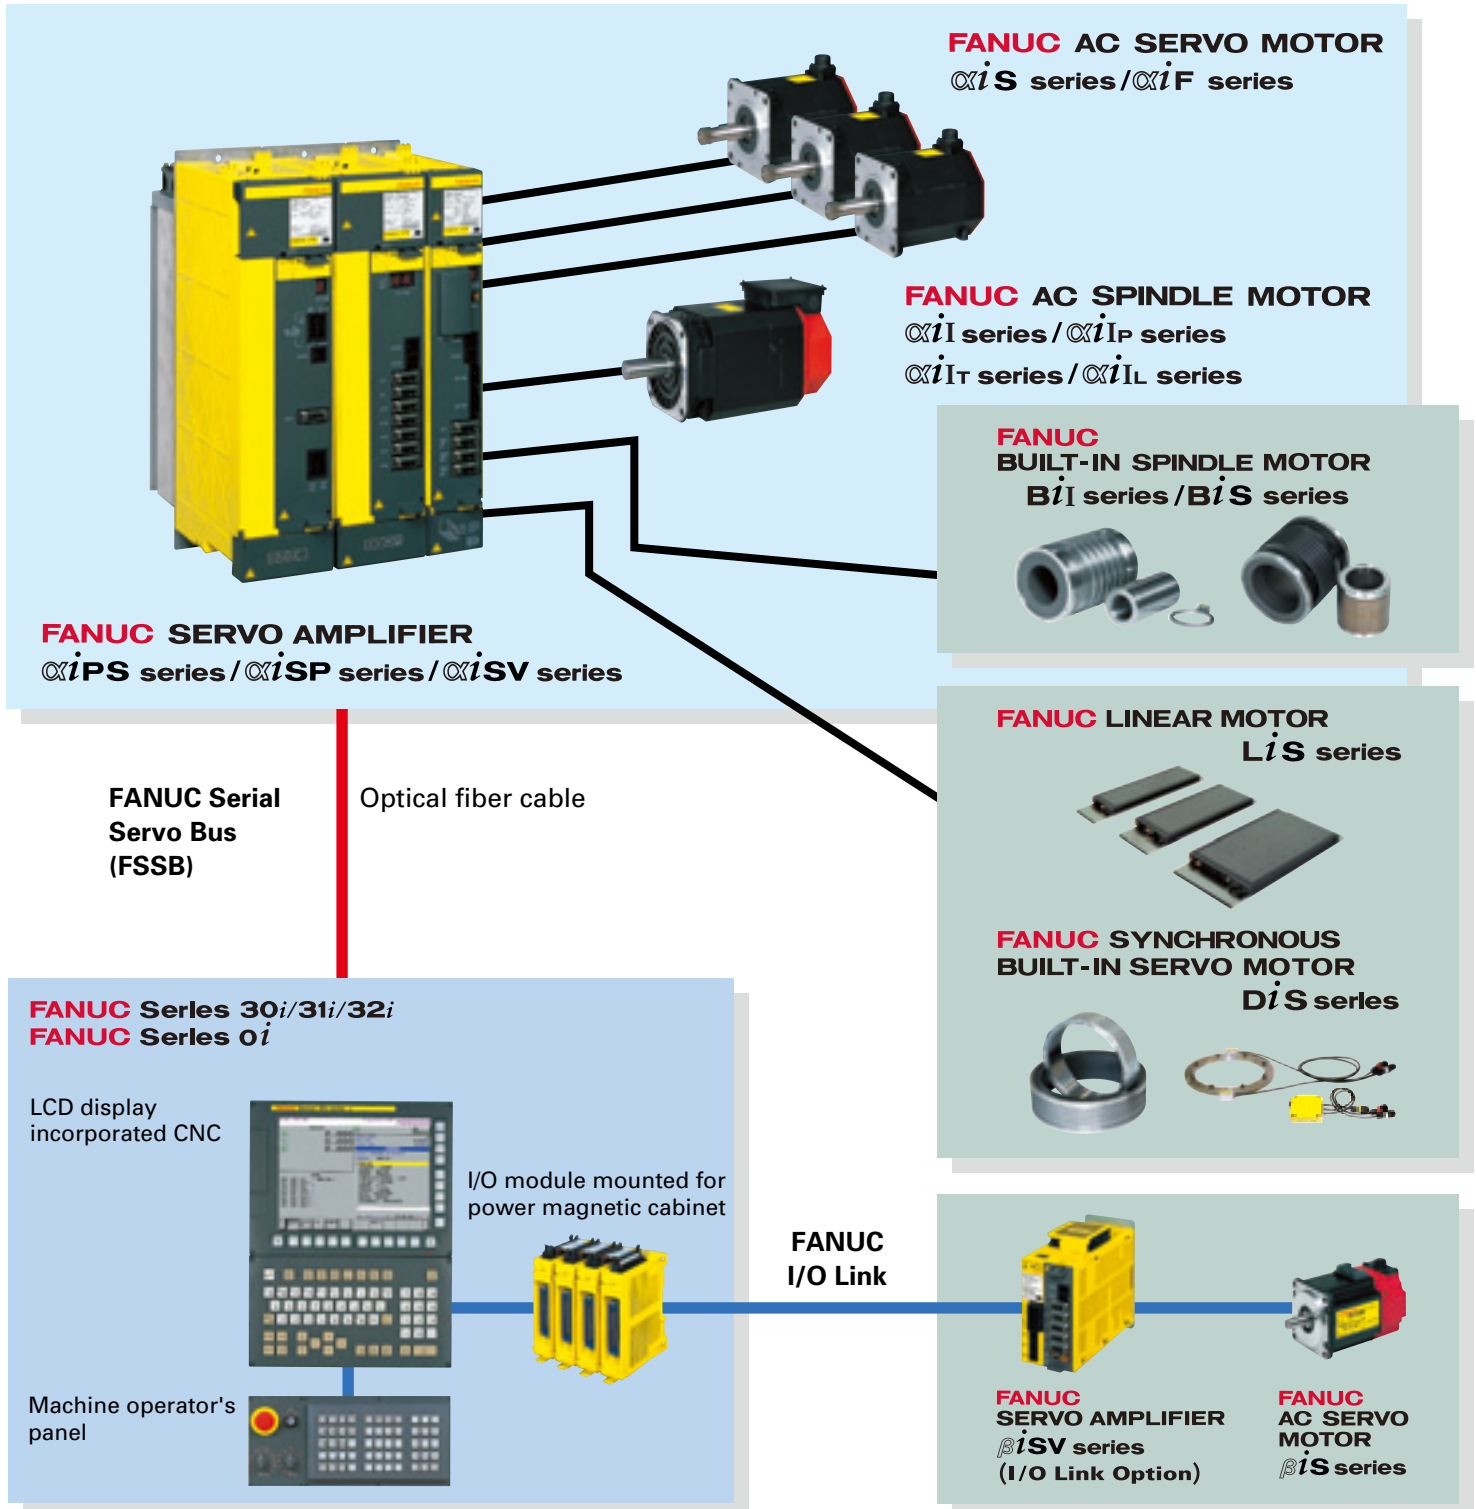 FANUC AC SERVO MOTOR
αiS series/αiF series
FANUC AC SPINDLE MOTOR
αiI series/αiIP series
αiIT series/αiIL series
FANUC
BUILT-IN SPINDLE MOTOR
BiI series/BiS series
FANUC SERVO AMPLIFIER
αiPS series/αiSP series/αiSV series
FANUC LINEAR MOTOR
LiS series
FANUC Serial
Servo Bus
(FSSB)
Optical fiber cable
FANUC SYNCHRONOUS
BUILT-IN SERVO MOTOR
DiS series
FANUC Series 30i/31i/32i
FANUC Series 0i
LCD display
incorporated CNC
I/O module mounted for
power magnetic cabinet
FANUC
I/O Link
Machine operator's
panel
FANUC
SERVO AMPLIFIER
βiSV series
(I/O Link Option)
FANUC
AC SERVO
MOTOR
βiS series